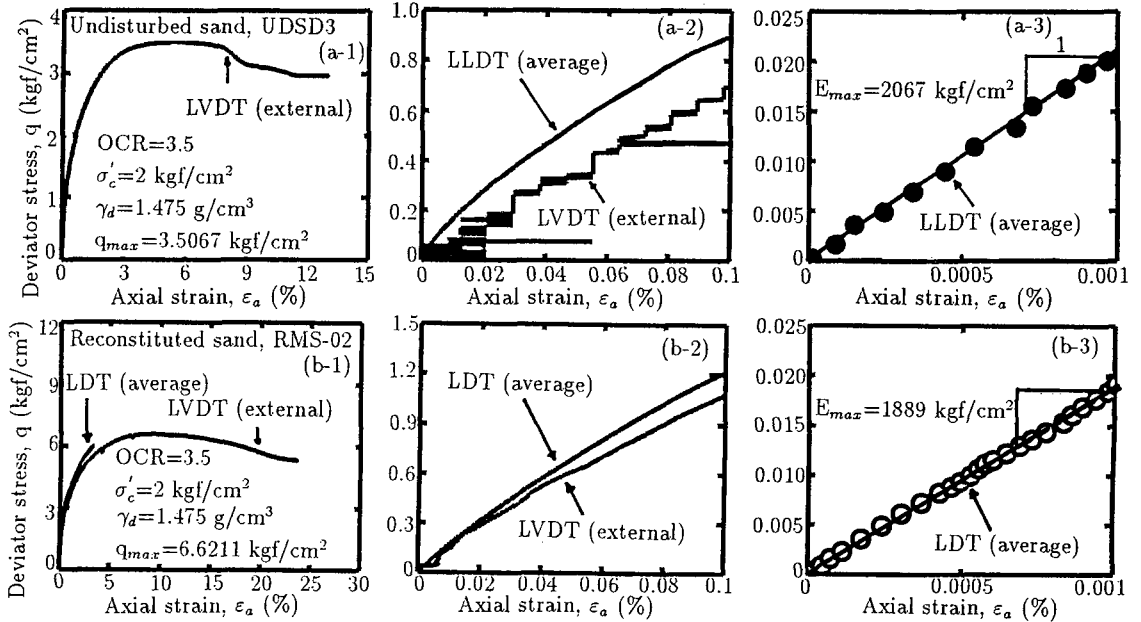 Deviator stress, q (kgf/cm²)
4
3
2
1
0
Undisturbed sand, UDSD3
(a-1)
LVDT (external)
OCR=3.5
σ'c=2 kgf/cm²
γd=1.475 g/cm³
qmax=3.5067 kgf/cm²
0 3 6 9 12 15
Axial strain, εa (%)
1.0
0.8
0.6
0.4
0.2
0
(a-2)
LLDT (average)
LVDT (external)
0 0.02 0.04 0.06 0.08 0.1
Axial strain, εa (%)
0.025
0.020
0.015
0.010
0.005
0
(a-3)
1
Emax=2067 kgf/cm²
LLDT (average)
0 0.0005 0.001
Axial strain, εa (%)
Deviator stress, q (kgf/cm²)
12
9
6
3
0
Reconstituted sand, RMS-02
(b-1)
LDT (average)
LVDT (external)
OCR=3.5
σ'c=2 kgf/cm²
γd=1.475 g/cm³
qmax=6.6211 kgf/cm²
0 5 10 15 20 25 30
Axial strain, εa (%)
1.5
1.2
0.9
0.6
0.3
0
(b-2)
LDT (average)
LVDT (external)
0 0.02 0.04 0.06 0.08 0.1
Axial strain, εa (%)
0.025
0.020
0.015
0.010
0.005
0
(b-3)
Emax=1889 kgf/cm²
LDT (average)
0 0.0005 0.001
Axial strain, εa (%)